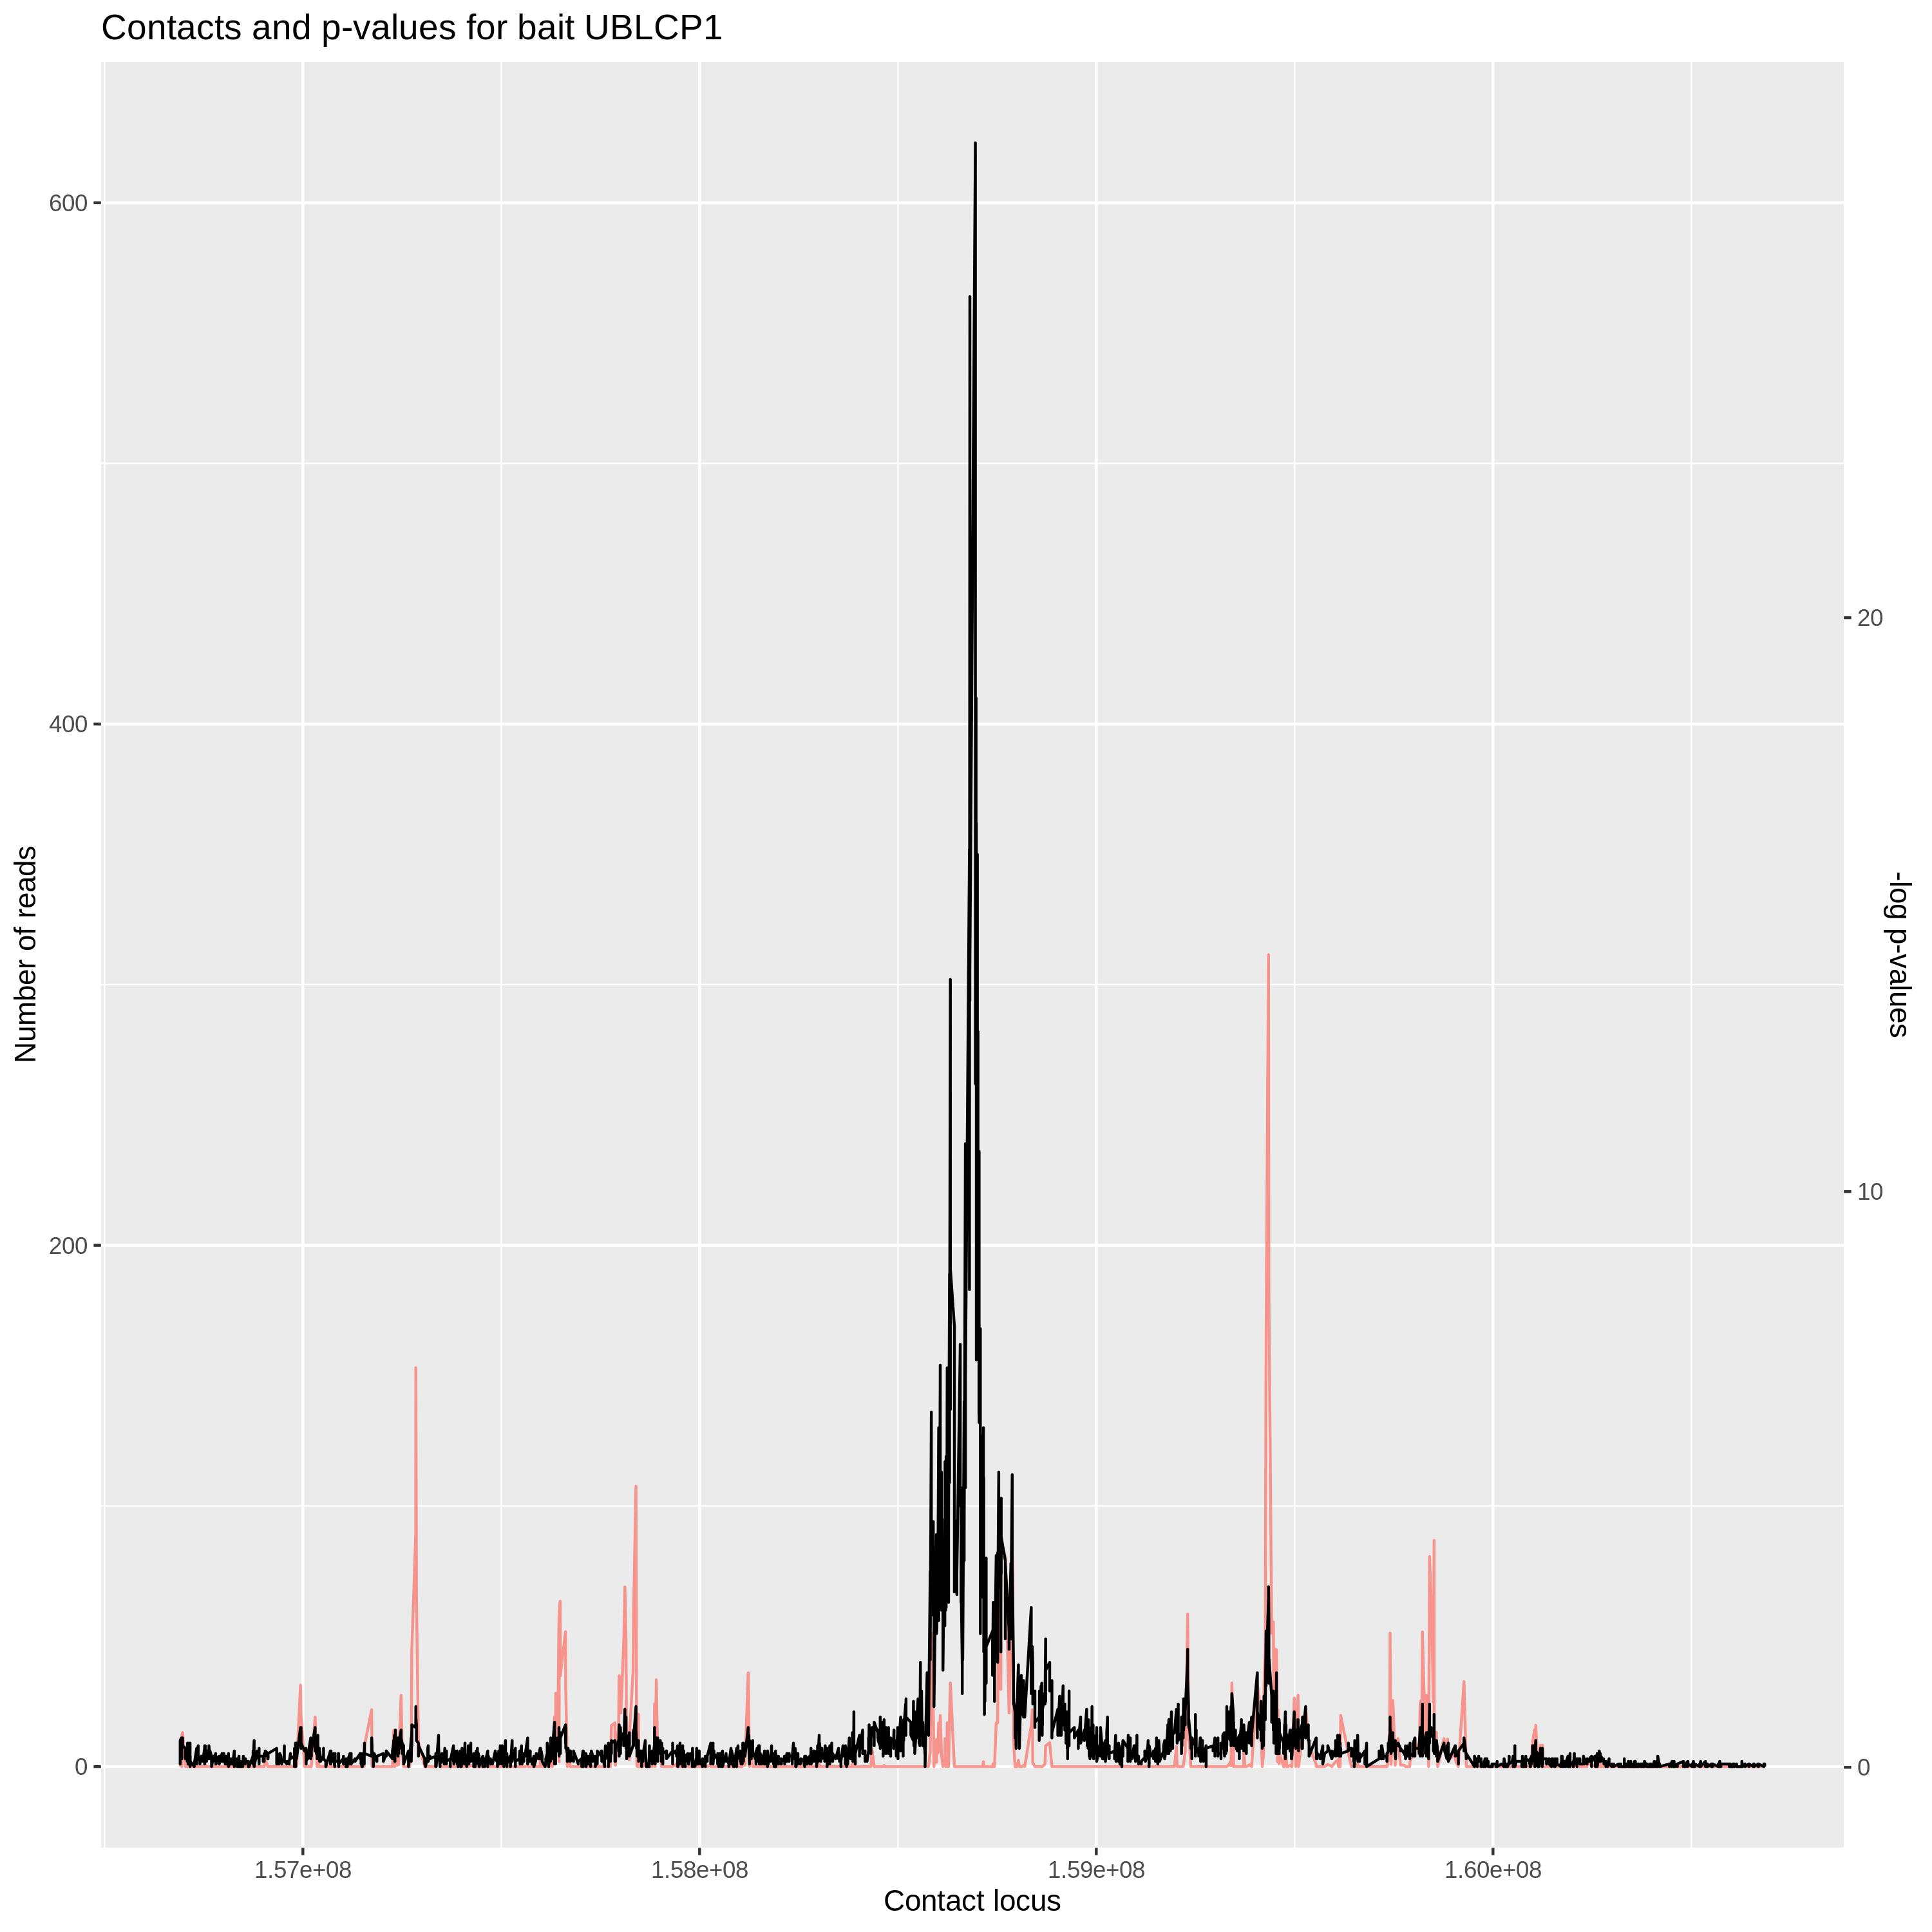 Contacts and p-values for bait UBLCP1
600
400
200
0
Number of reads
20
10
0
-log p-values
1.57e+08
1.58e+08
1.59e+08
1.60e+08
Contact locus